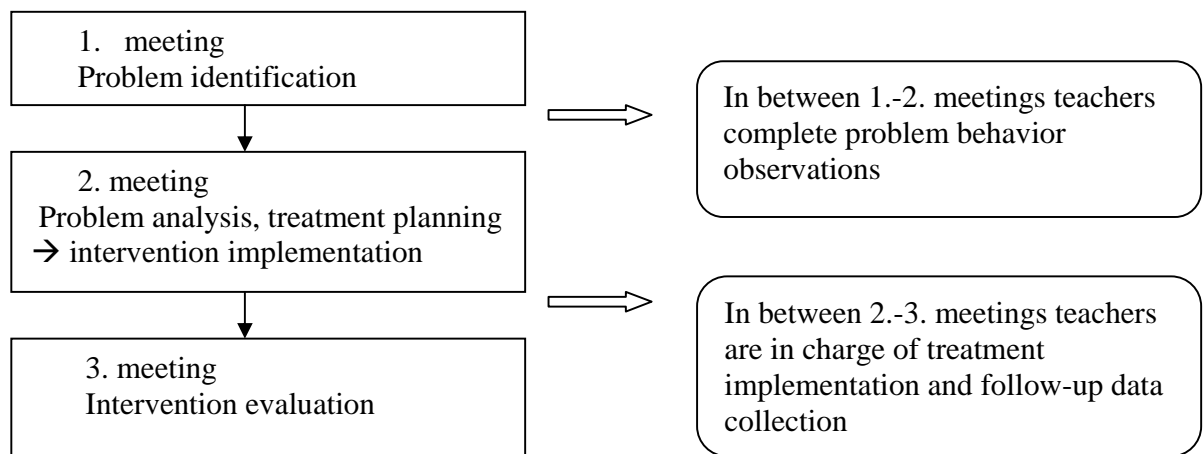 1. meeting
Problem identification
In between 1.-2. meetings teachers
complete problem behavior
observations
2. meeting
Problem analysis, treatment planning
→ intervention implementation
In between 2.-3. meetings teachers
are in charge of treatment
implementation and follow-up data
collection
3. meeting
Intervention evaluation